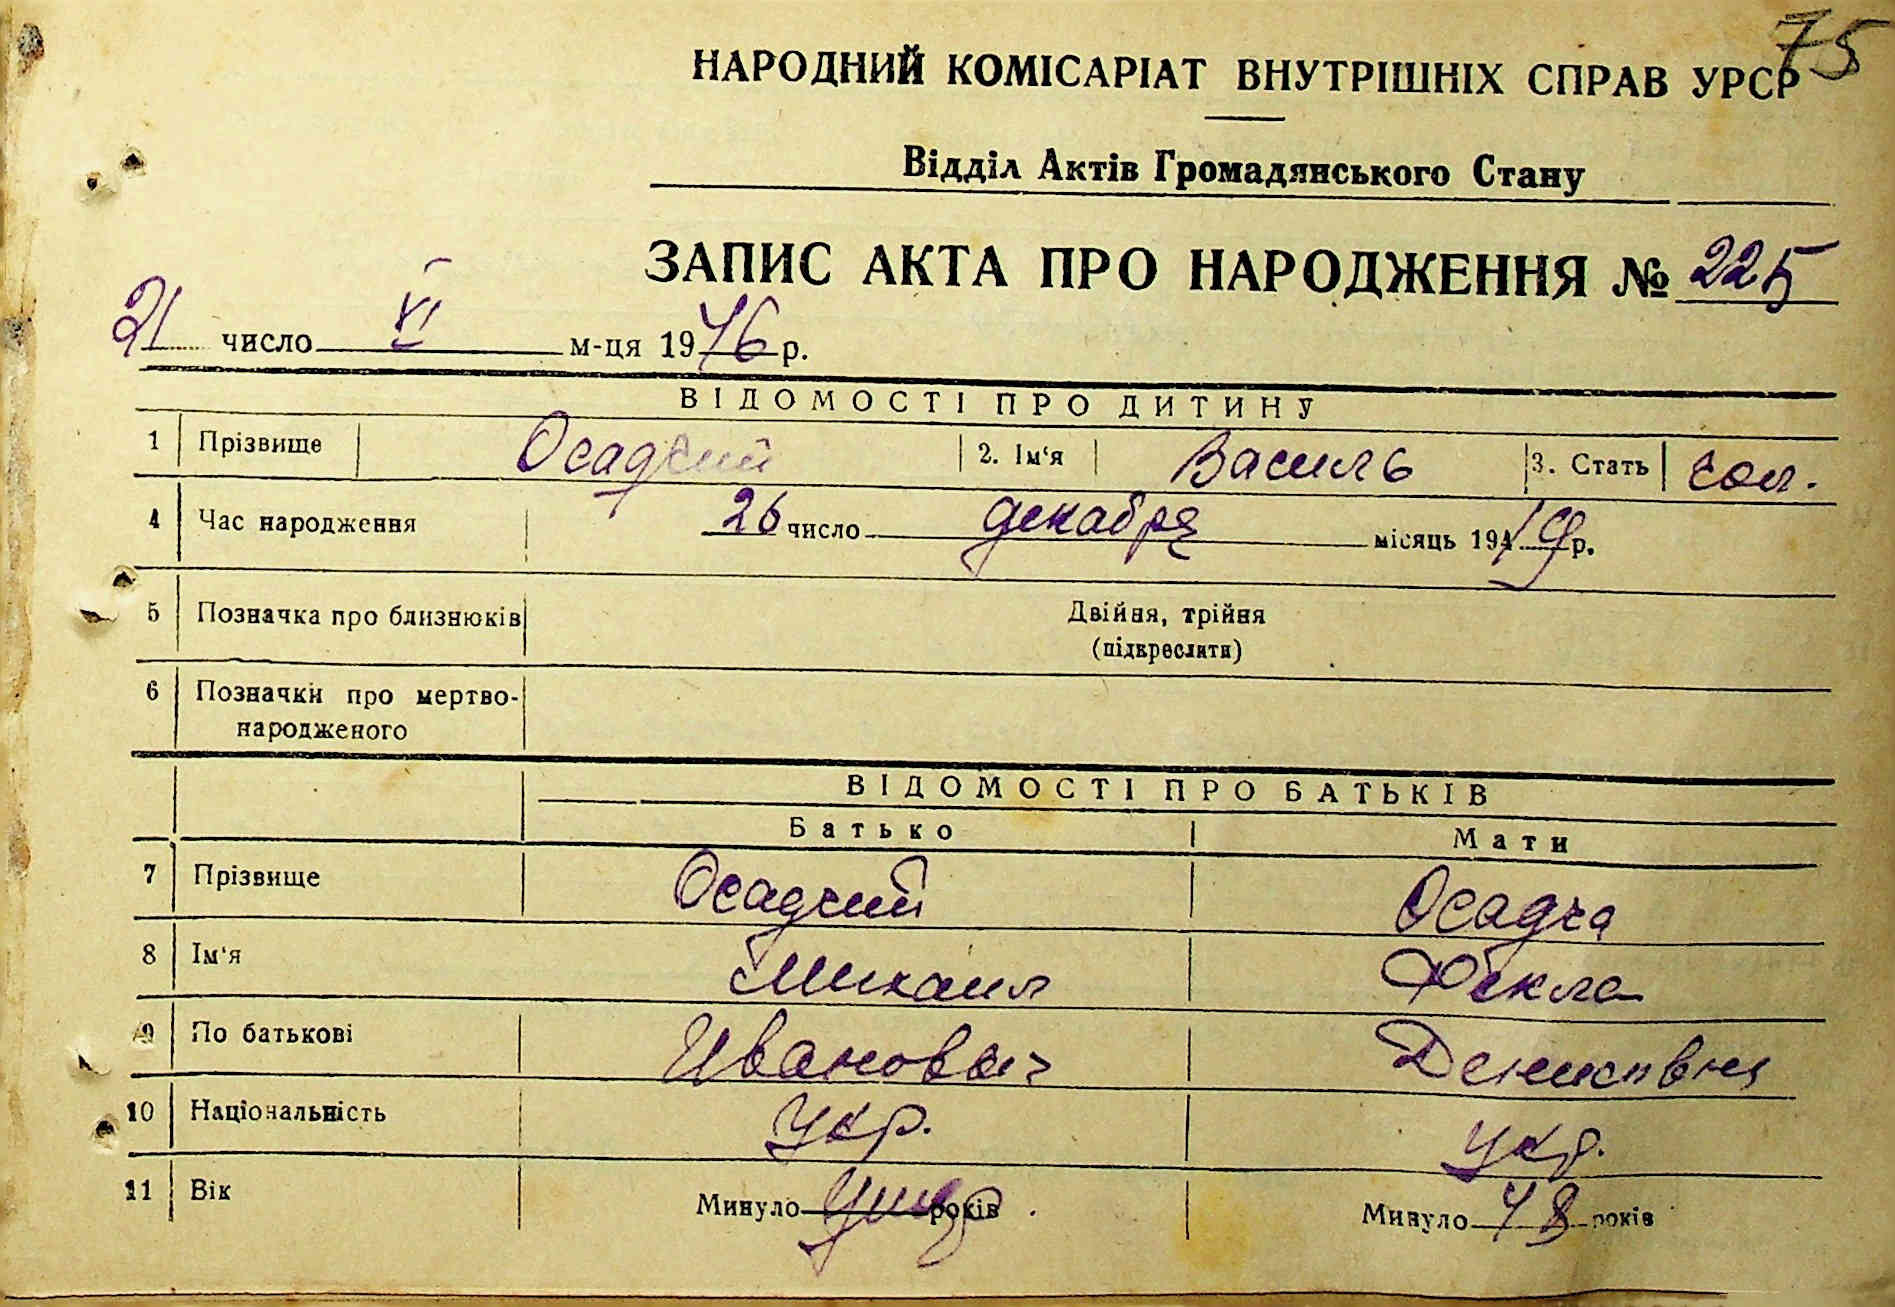 75
НАРОДНИЙ КОМІСАРІАТ ВНУТРІШНІХ СПРАВ УРСР
Відділ Актів Громадянського Стану
ЗАПИС АКТА ПРО НАРОДЖЕННЯ № 225
21 число VI м-ця 1946 р.
ВІДОМОСТІ ПРО ДИТИНУ
1 Прізвище Осадчий 2. Ім'я Василь 3. Стать чол.
4 Час народження 26 число декабря місяць 19 р.
5 Позначка про близнюків Двійня, трійня
(підкреслити)
6 Позначки про мертво-
народженого
ВІДОМОСТІ ПРО БАТЬКІВ
Батько Мати
7 Прізвище Осадчий Осадча
8 Ім'я Михаил Фекла
9 По батькові Иванович Денисовна
10 Національність Укр. Укр.
11 Вік Минуло умер років Минуло 48 років